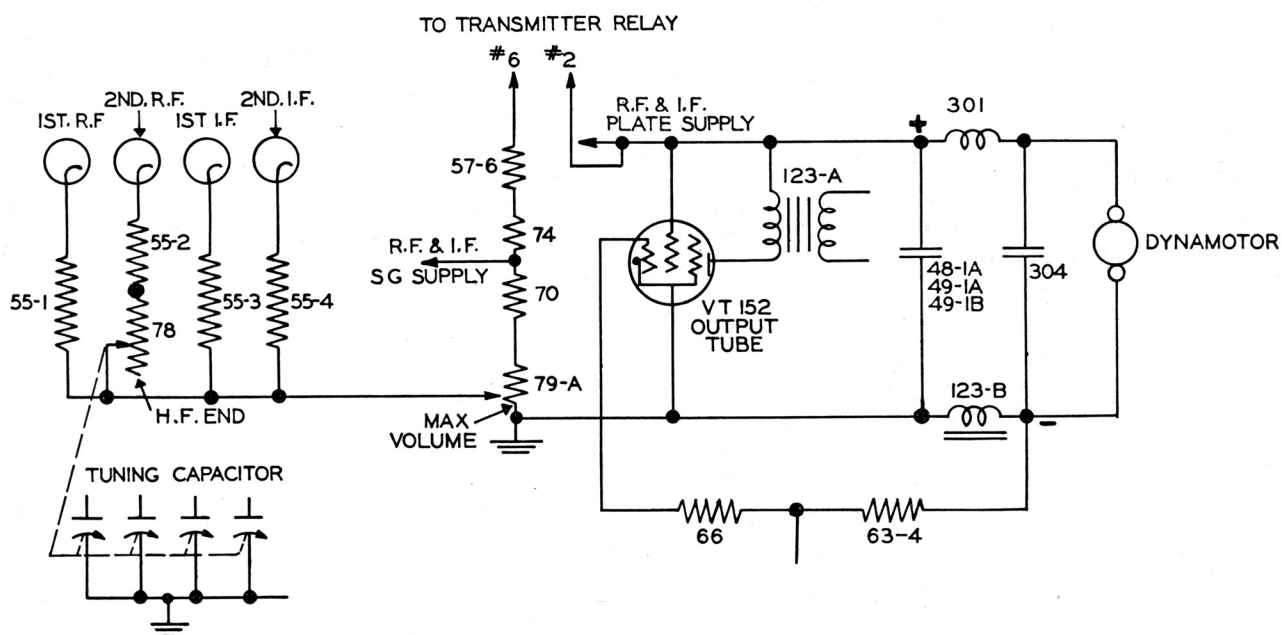 TO TRANSMITTER RELAY
#6 #2
1ST. R.F
2ND. R.F.
1ST I.F.
2ND. I.F.
R.F. & I.F.
PLATE SUPPLY
+
301
57-6
123-A
55-2
74
R.F. & I.F.
SG SUPPLY
DYNAMOTOR
55-1
78
55-3
55-4
70
VT 152
OUTPUT
TUBE
48-1A
49-1A
49-1B
304
79-A
H.F. END
MAX
VOLUME
123-B
-
TUNING CAPACITOR
66
63-4